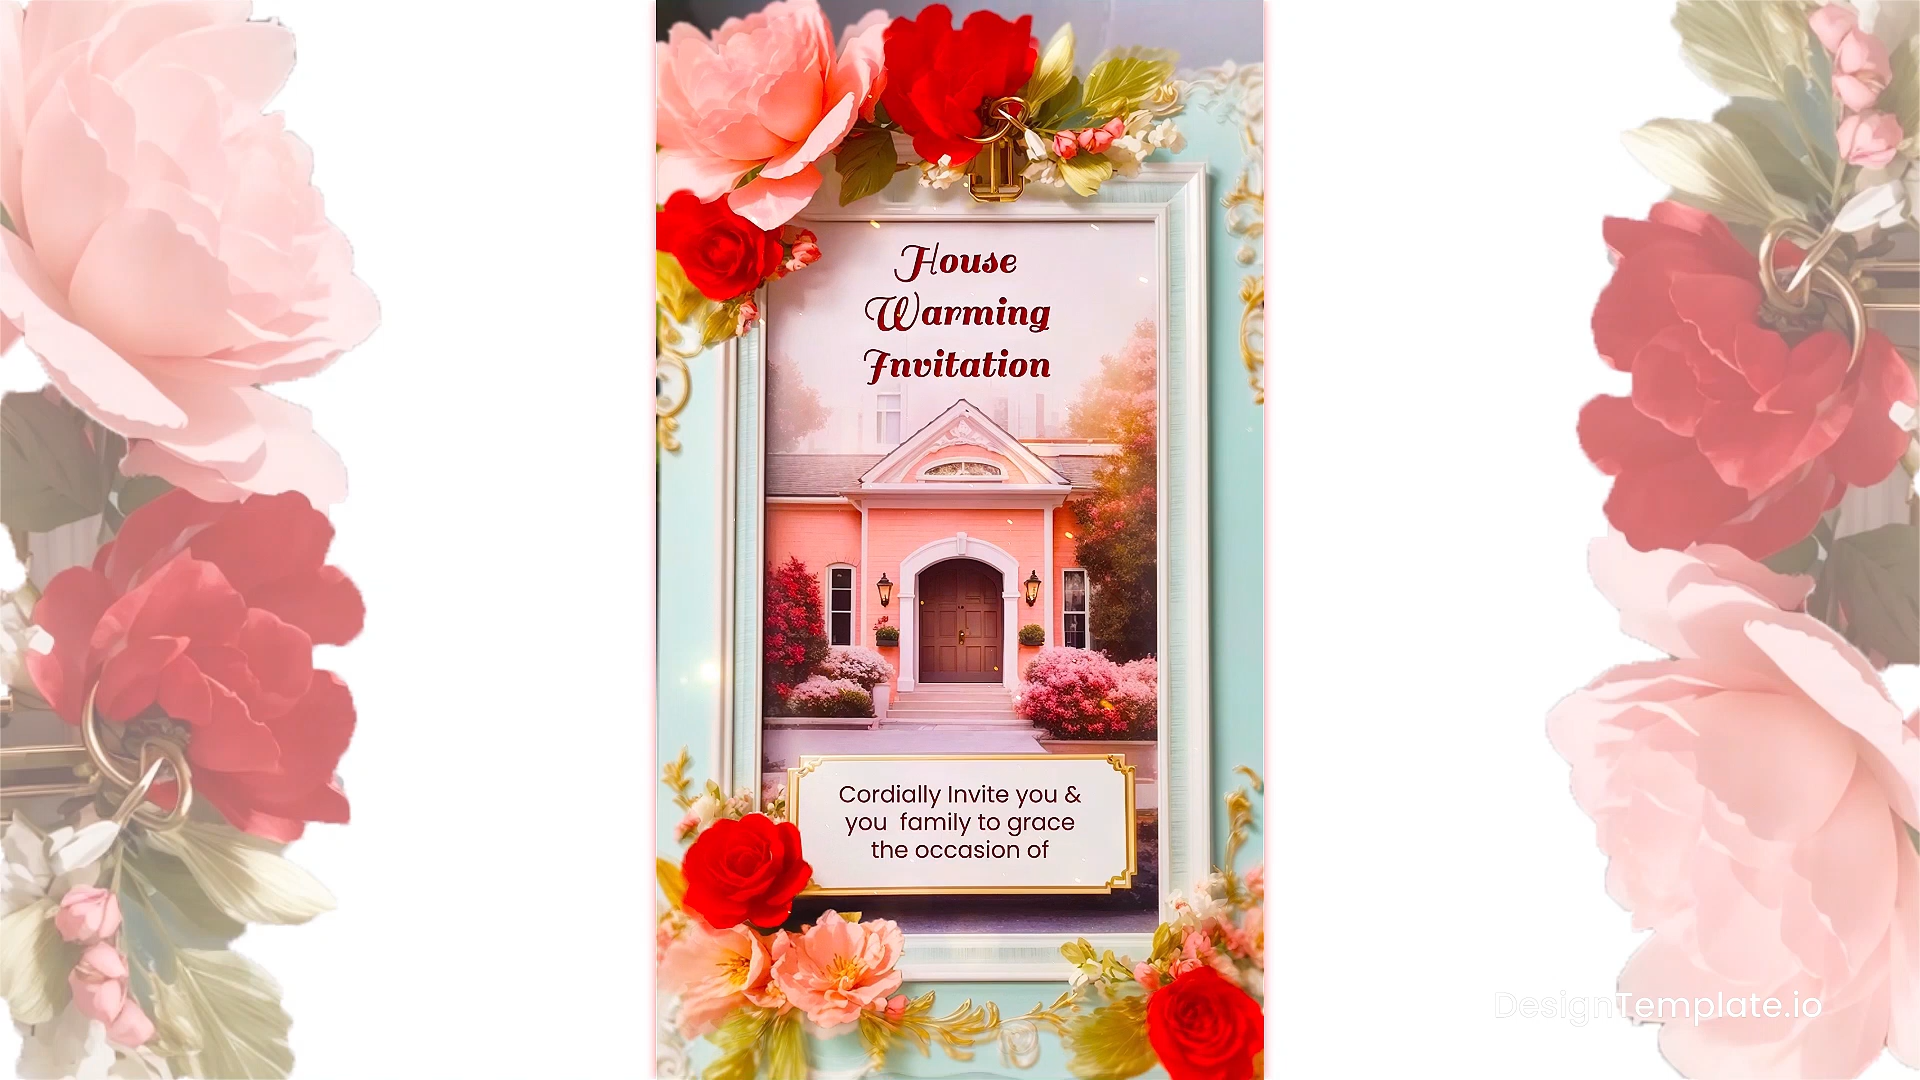 House
Warming
Invitation
Cordially Invite you &
you  family to grace
the occasion of
DesignTemplate.io